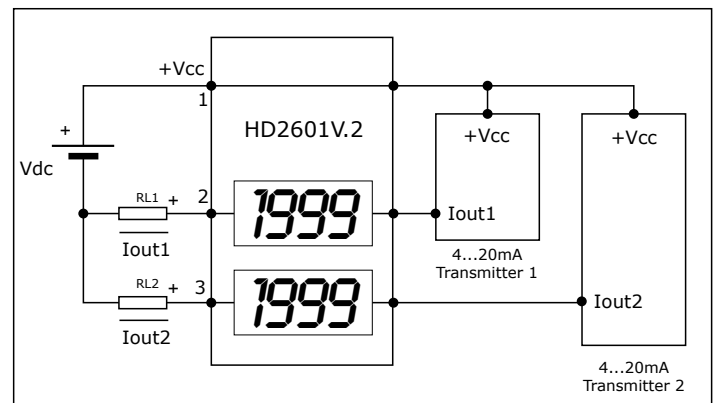 +Vcc
1
HD2601V.2
+Vcc
+Vcc
+
Vdc
RL1 +
2
1999
Iout1
Iout1
4...20mA
Transmitter 1
RL2 +
3
1999
Iout2
Iout2
4...20mA
Transmitter 2